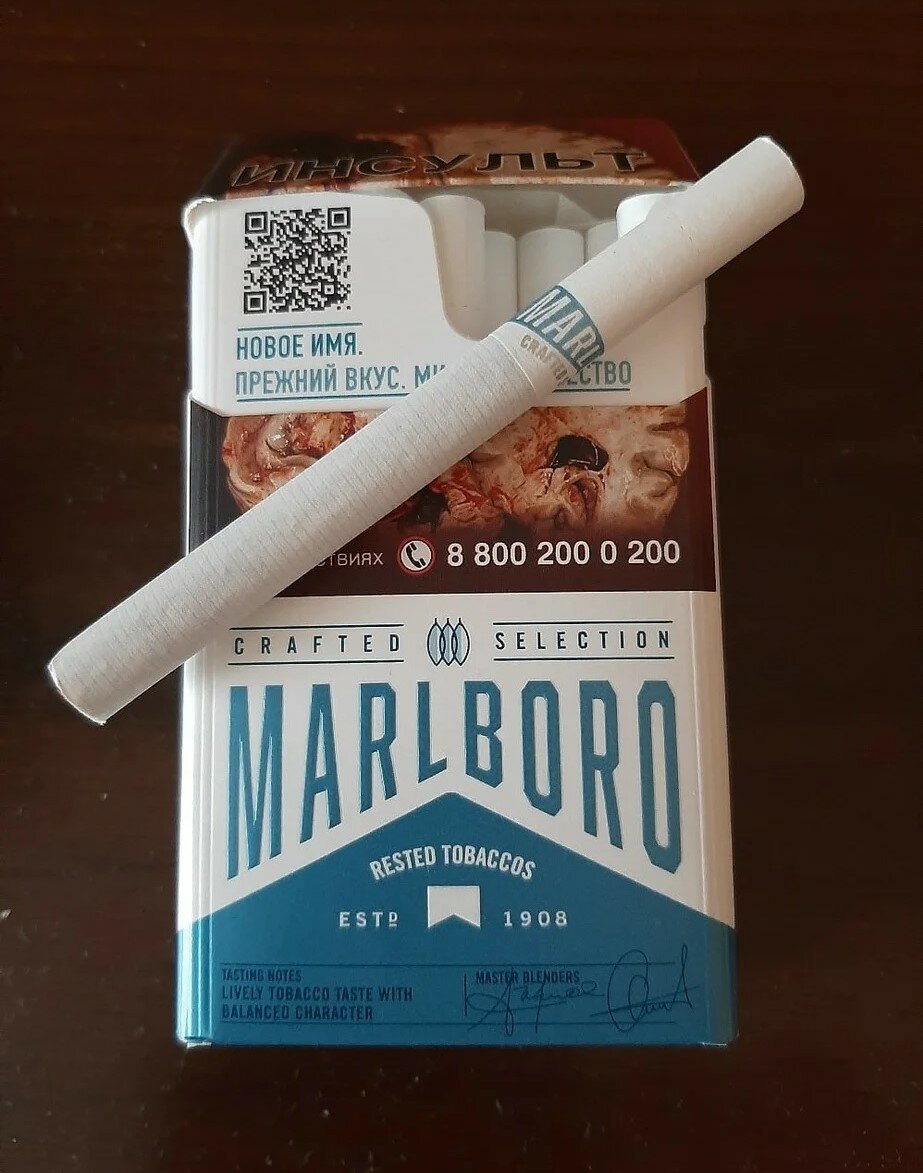 ИНСУЛЬТ
НОВОЕ ИМЯ.
ПРЕЖНИЙ ВКУС.
8 800 200 0 200
CRAFTED SELECTION
MARLBORO
RESTED TOBACCOS
ESTD 1908
TASTING NOTES
LIVELY TOBACCO TASTE WITH
BALANCED CHARACTER
MASTER BLENDERS
MARL